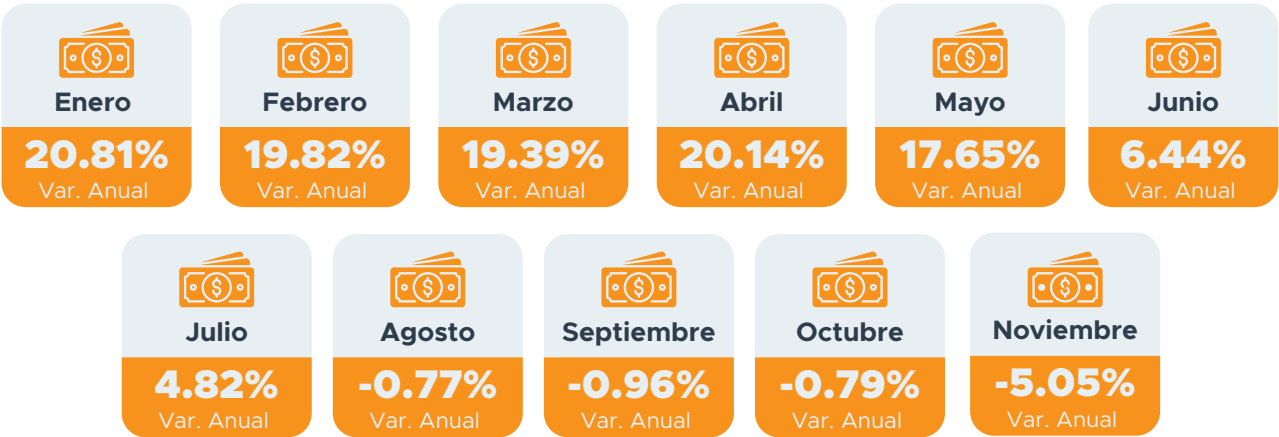 Enero
20.81%
Var. Anual
Febrero
19.82%
Var. Anual
Marzo
19.39%
Var. Anual
Abril
20.14%
Var. Anual
Mayo
17.65%
Var. Anual
Junio
6.44%
Var. Anual
Julio
4.82%
Var. Anual
Agosto
-0.77%
Var. Anual
Septiembre
-0.96%
Var. Anual
Octubre
-0.79%
Var. Anual
Noviembre
-5.05%
Var. Anual